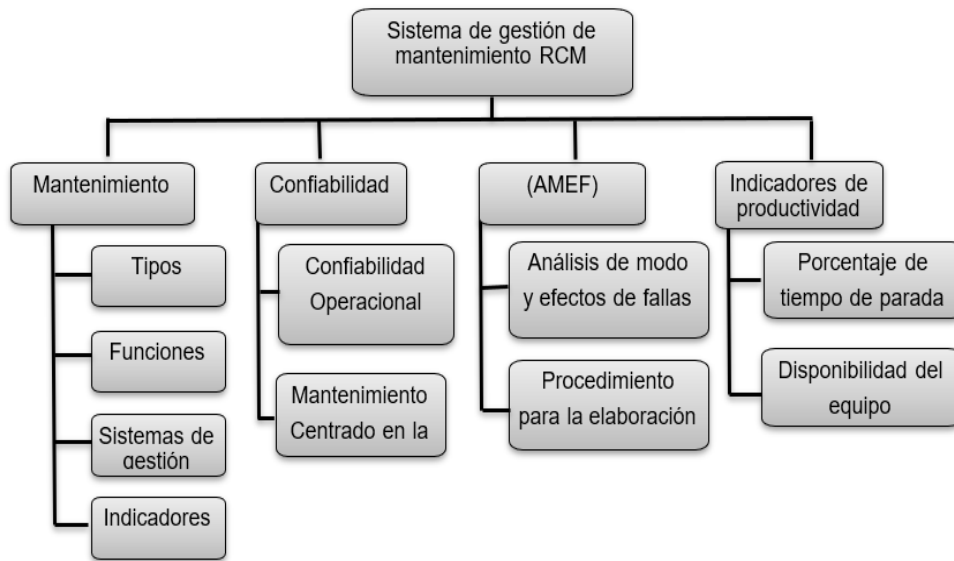 Sistema de gestión de
mantenimiento RCM
Mantenimiento
Tipos
Funciones
Sistemas de
gestión
Indicadores
Confiabilidad
Confiabilidad
Operacional
Mantenimiento
Centrado en la
(AMEF)
Análisis de modo
y efectos de fallas
Procedimiento
para la elaboración
Indicadores de
productividad
Porcentaje de
tiempo de parada
Disponibilidad del
equipo